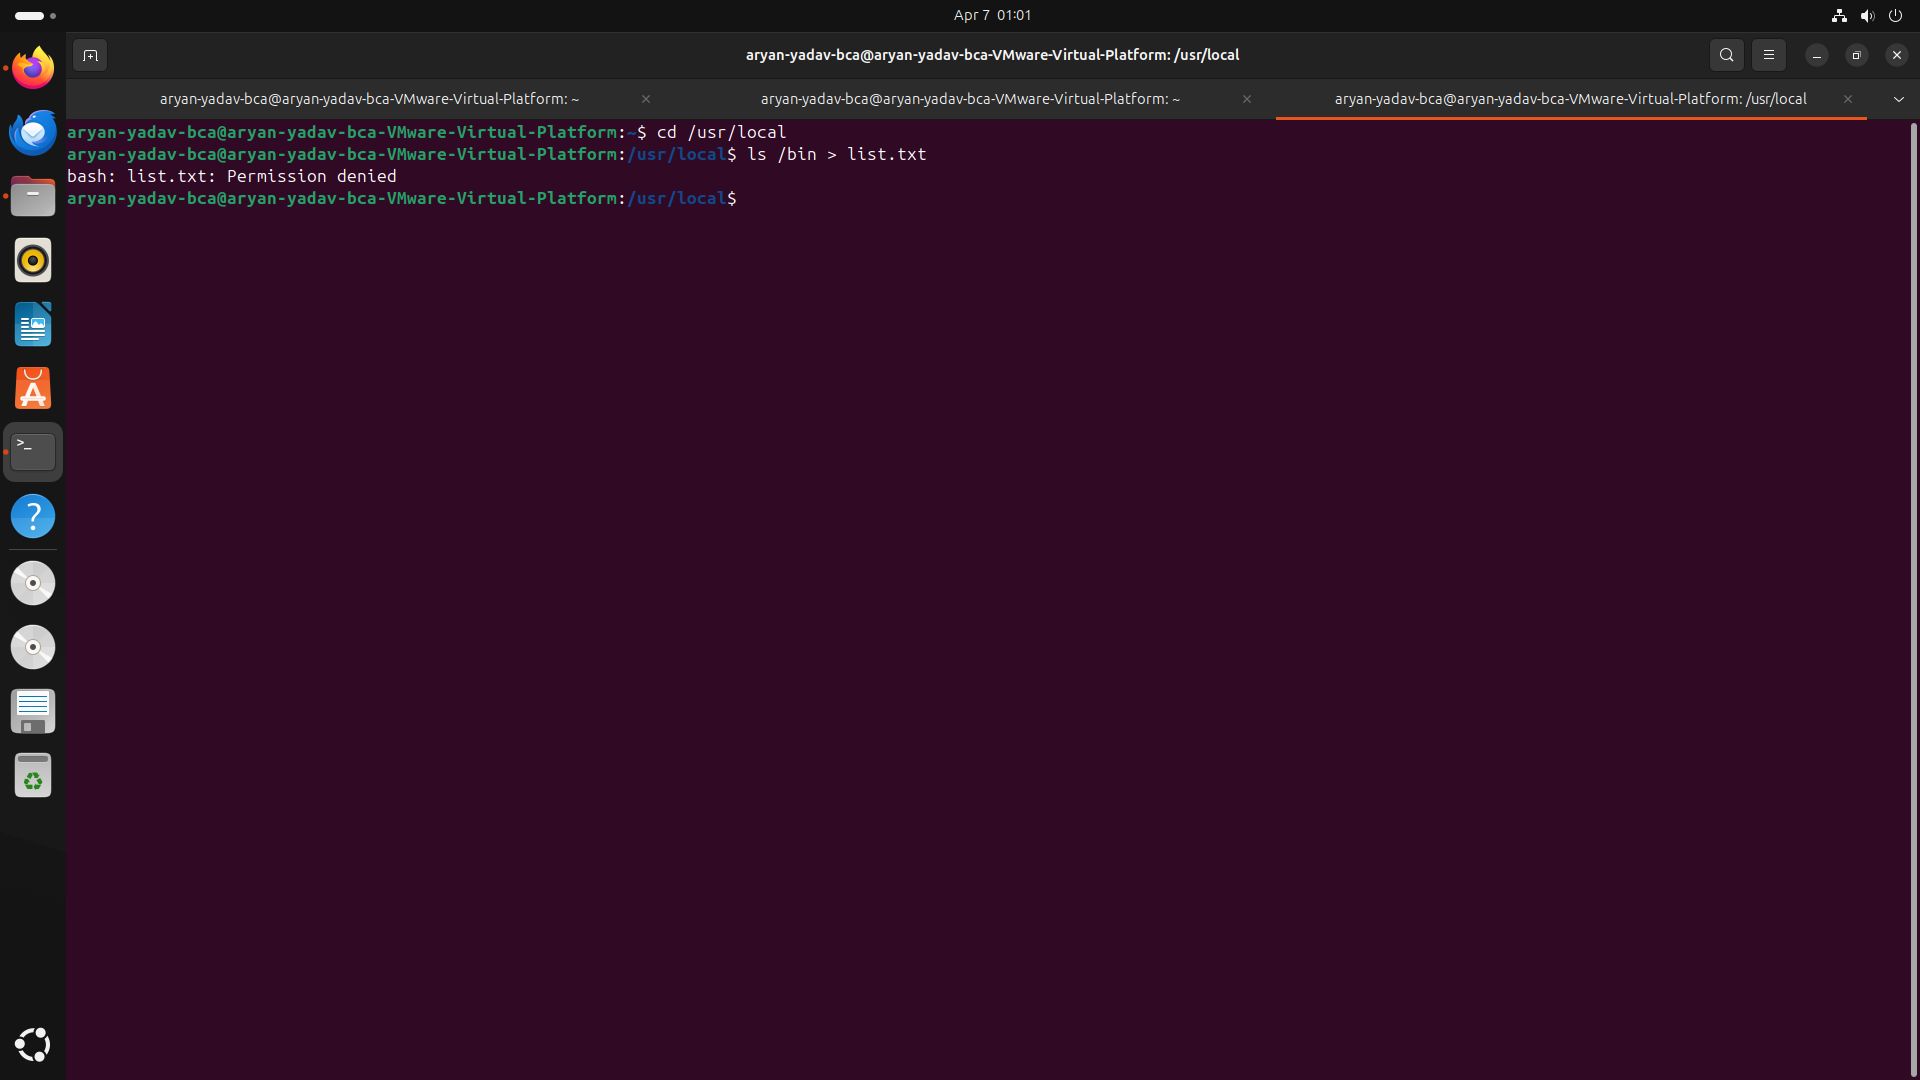 Apr 7 01:01
aryan-yadav-bca@aryan-yadav-bca-VMware-Virtual-Platform: /usr/local
aryan-yadav-bca@aryan-yadav-bca-VMware-Virtual-Platform: ~
aryan-yadav-bca@aryan-yadav-bca-VMware-Virtual-Platform: ~
aryan-yadav-bca@aryan-yadav-bca-VMware-Virtual-Platform: /usr/local
aryan-yadav-bca@aryan-yadav-bca-VMware-Virtual-Platform:~$ cd /usr/local
aryan-yadav-bca@aryan-yadav-bca-VMware-Virtual-Platform:/usr/local$ ls /bin > list.txt
bash: list.txt: Permission denied
aryan-yadav-bca@aryan-yadav-bca-VMware-Virtual-Platform:/usr/local$